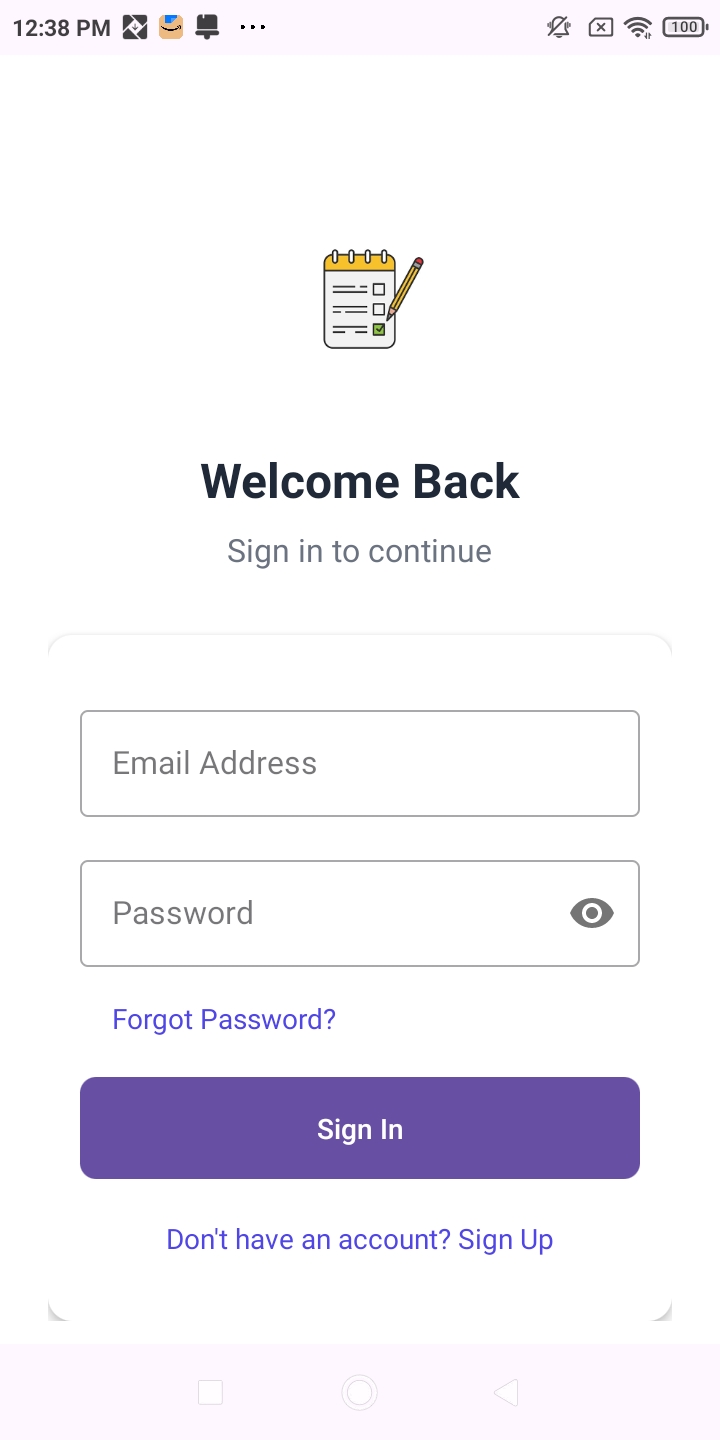 12:38 PM
100
Welcome Back
Sign in to continue
Email Address
Password
Forgot Password?
Sign In
Don't have an account? Sign Up